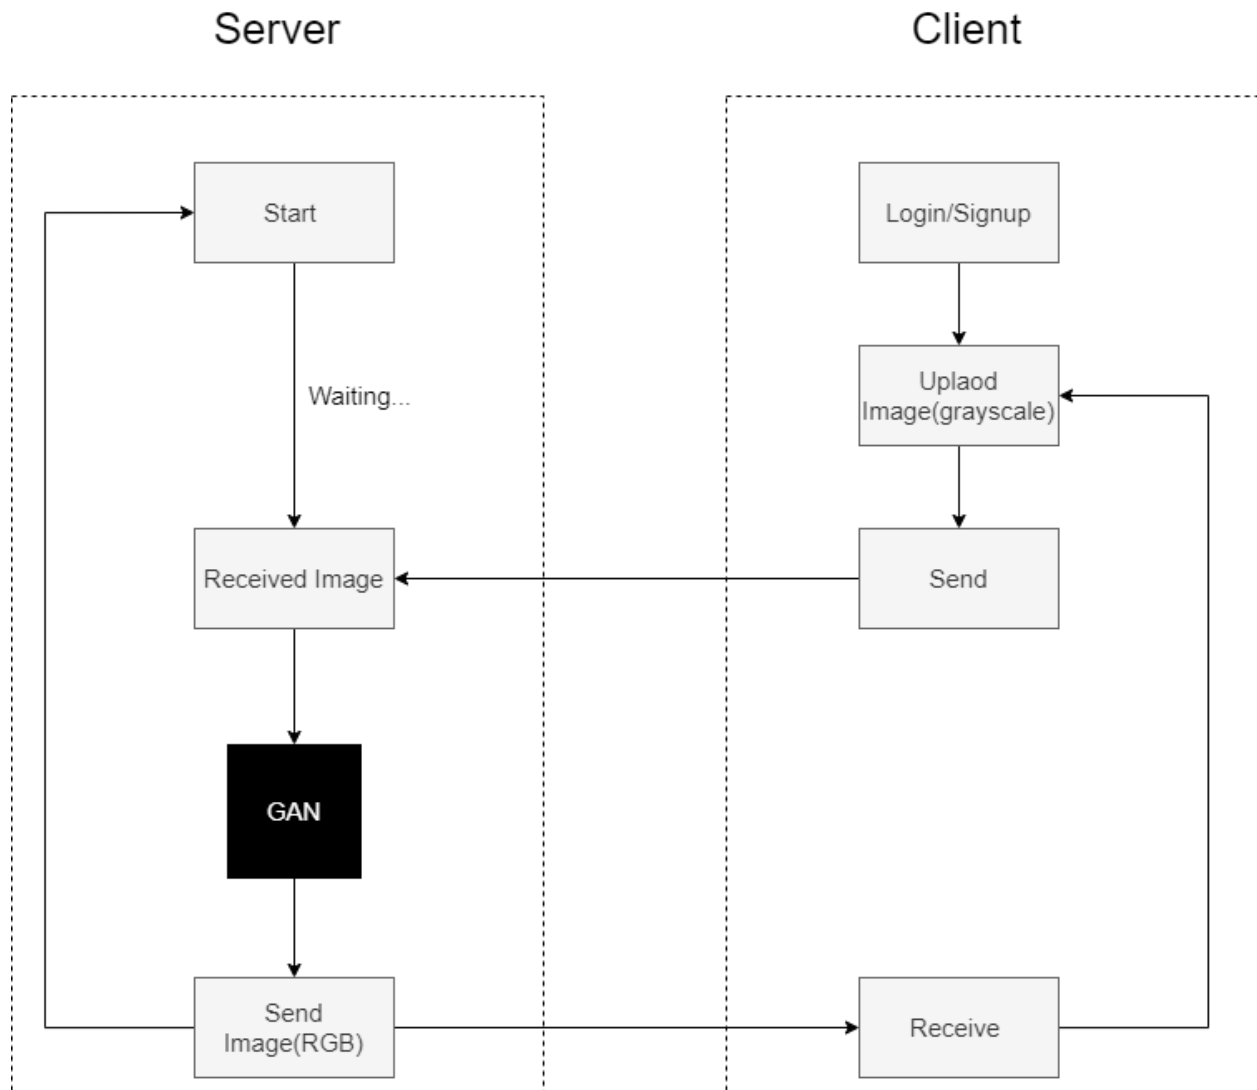 Server
Client
Start
Login/Signup
Waiting...
Uplaod
Image(grayscale)
Received Image
Send
GAN
Send
Image(RGB)
Receive